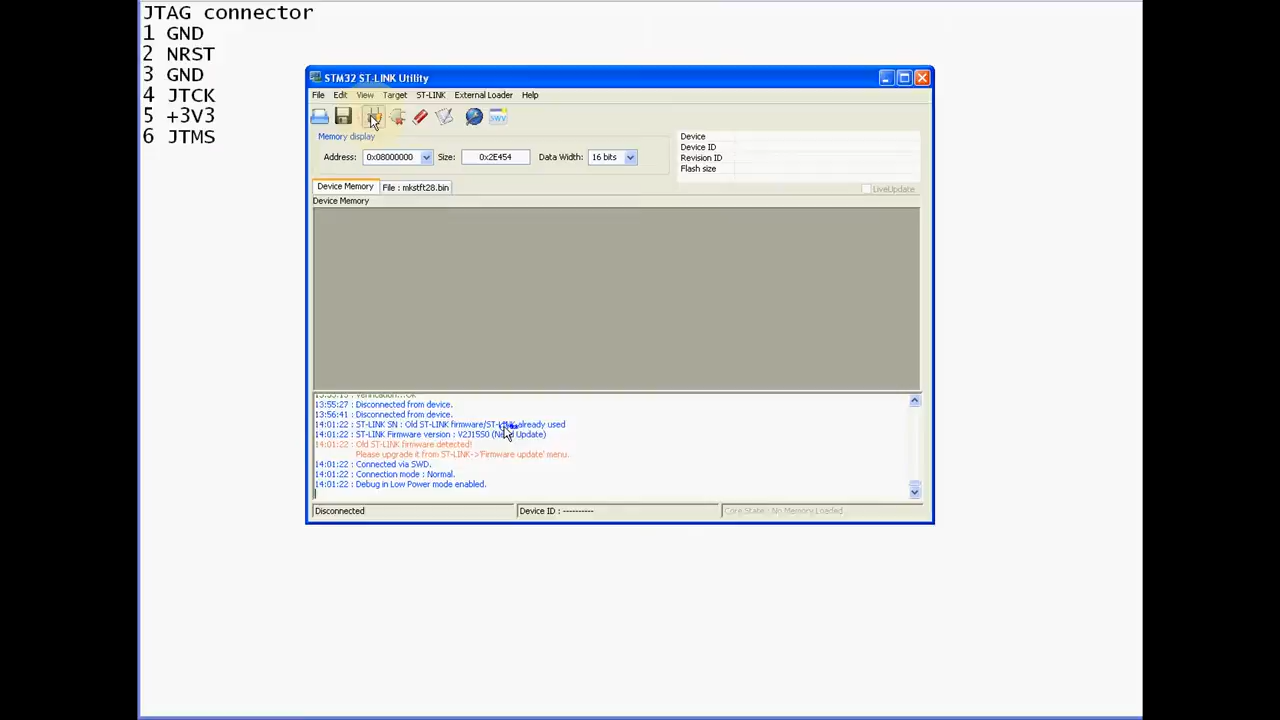 JTAG connector
1 GND
2 NRST
3 GND
4 JTCK
5 +3V3
6 JTMS
STM32 ST-LINK Utility
File Edit View Target ST-LINK External Loader Help
SWV
Memory display
Address: 0x08000000 Size: 0x2E454 Data Width: 16 bits
Device
Device ID
Revision ID
Flash size
LiveUpdate
Device Memory File : mkstft28.bin
Device Memory
13:55:27 : Disconnected from device.
13:56:41 : Disconnected from device.
14:01:22 : ST-LINK SN : Old ST-LINK firmware/ST-LINK already used
14:01:22 : ST-LINK Firmware version : V2J15S0 (Need Update)
14:01:22 : Old ST-LINK firmware detected!
Please upgrade it from ST-LINK->'Firmware update' menu.
14:01:22 : Connected via SWD.
14:01:22 : Connection mode : Normal.
14:01:22 : Debug in Low Power mode enabled.
Disconnected Device ID : ---------- Core State : No Memory Loaded